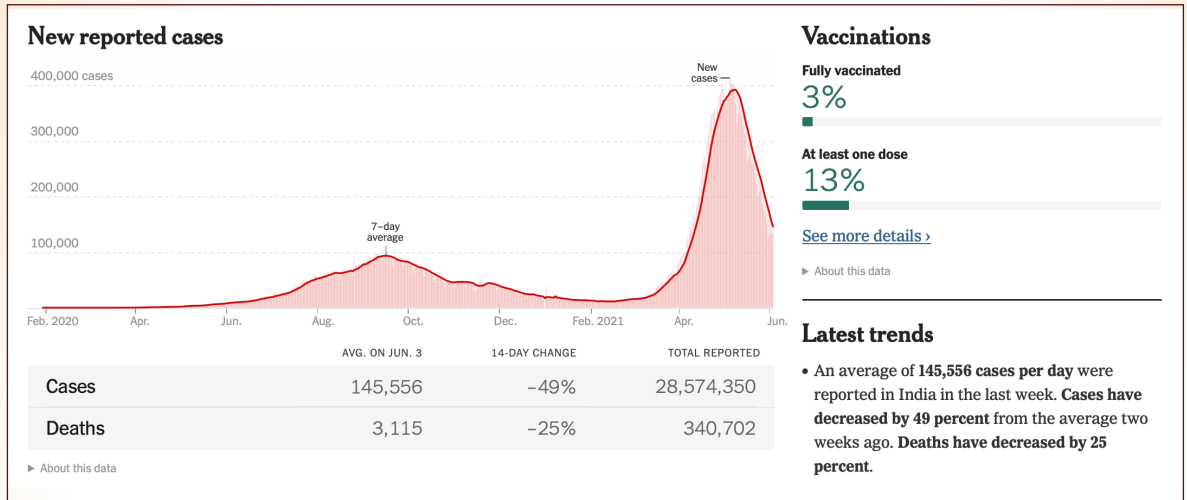 New reported cases
400,000 cases
300,000
200,000
100,000
New
cases
7–day
average
Feb. 2020
Apr.
Jun.
Aug.
Oct.
Dec.
Feb. 2021
Apr.
Jun.
AVG. ON JUN. 3
14-DAY CHANGE
TOTAL REPORTED
Cases
145,556
–49%
28,574,350
Deaths
3,115
–25%
340,702
▶ About this data
Vaccinations
Fully vaccinated
3%
At least one dose
13%
See more details ›
▶ About this data
Latest trends
• An average of 145,556 cases per day were
reported in India in the last week. Cases have
decreased by 49 percent from the average two
weeks ago. Deaths have decreased by 25
percent.